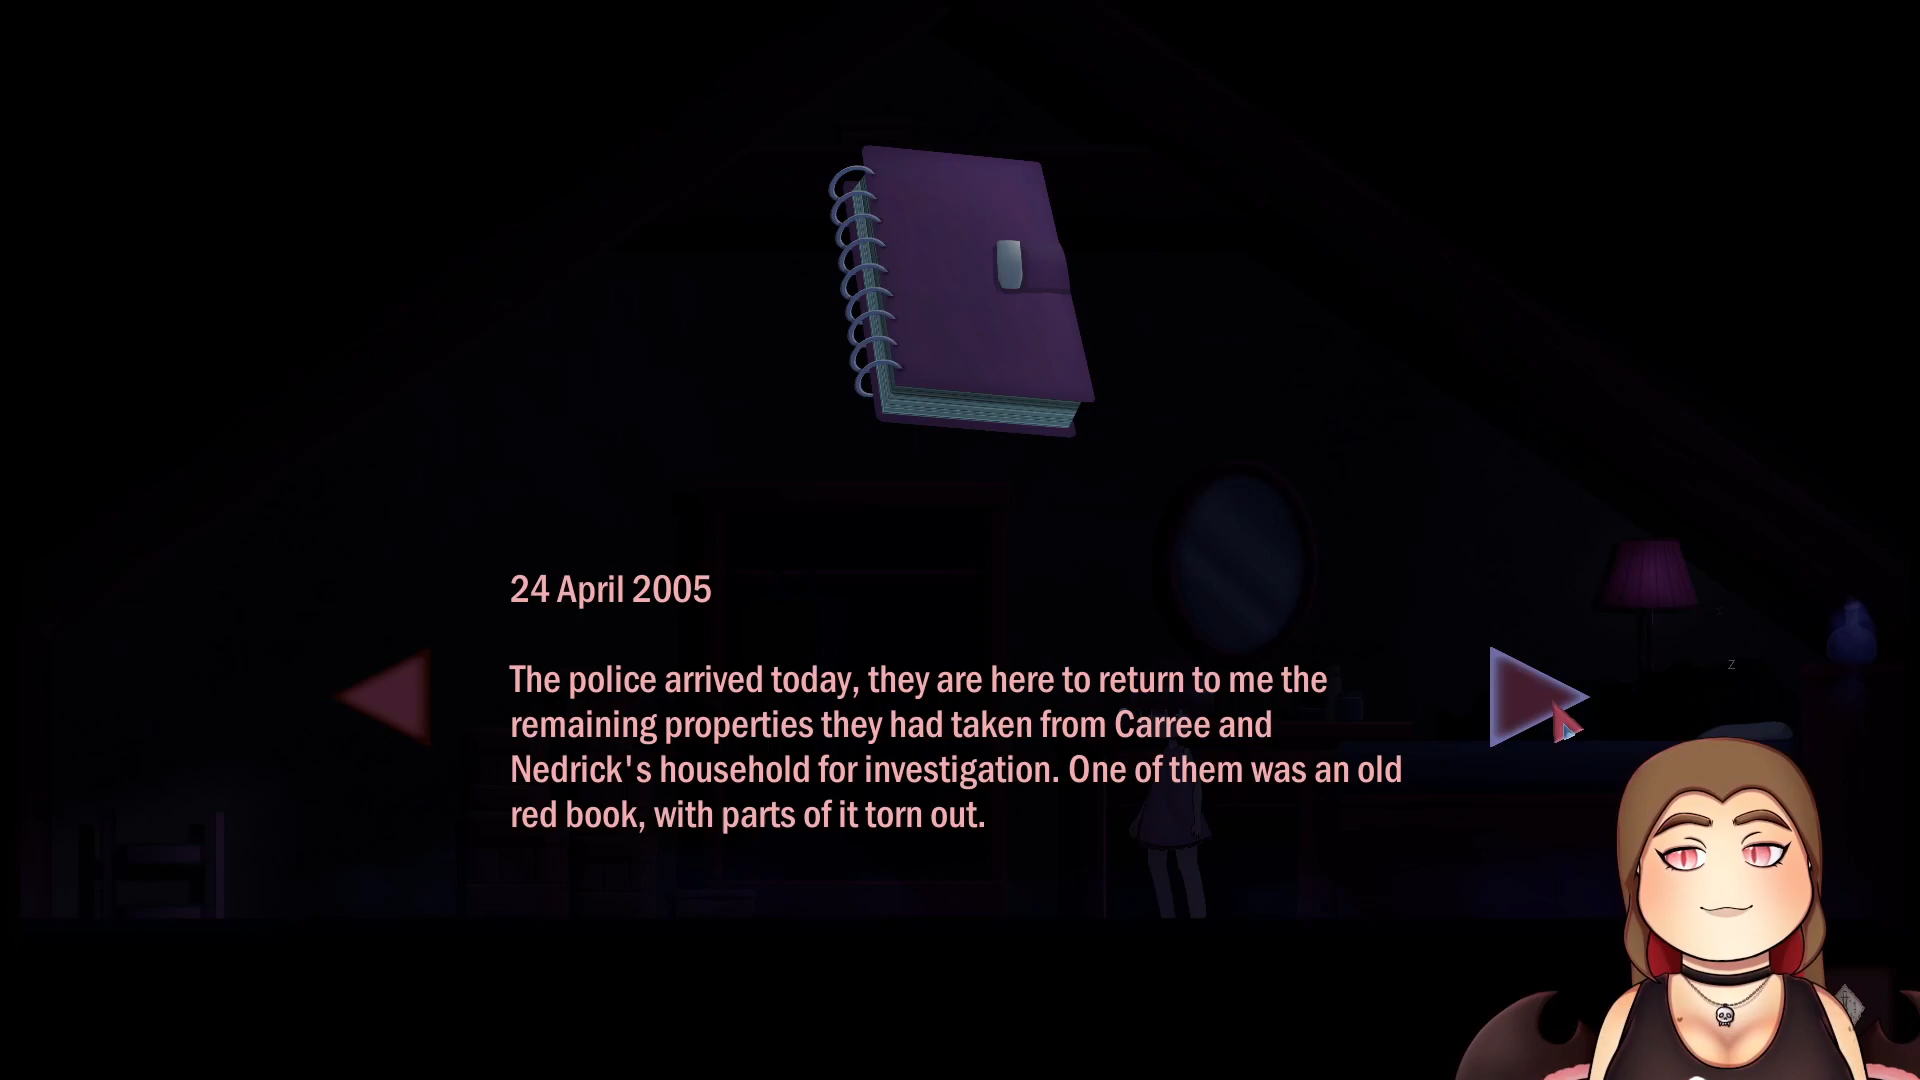 24 April 2005
The police arrived today, they are here to return to me the
remaining properties they had taken from Carree and
Nedrick's household for investigation. One of them was an old
red book, with parts of it torn out.
z